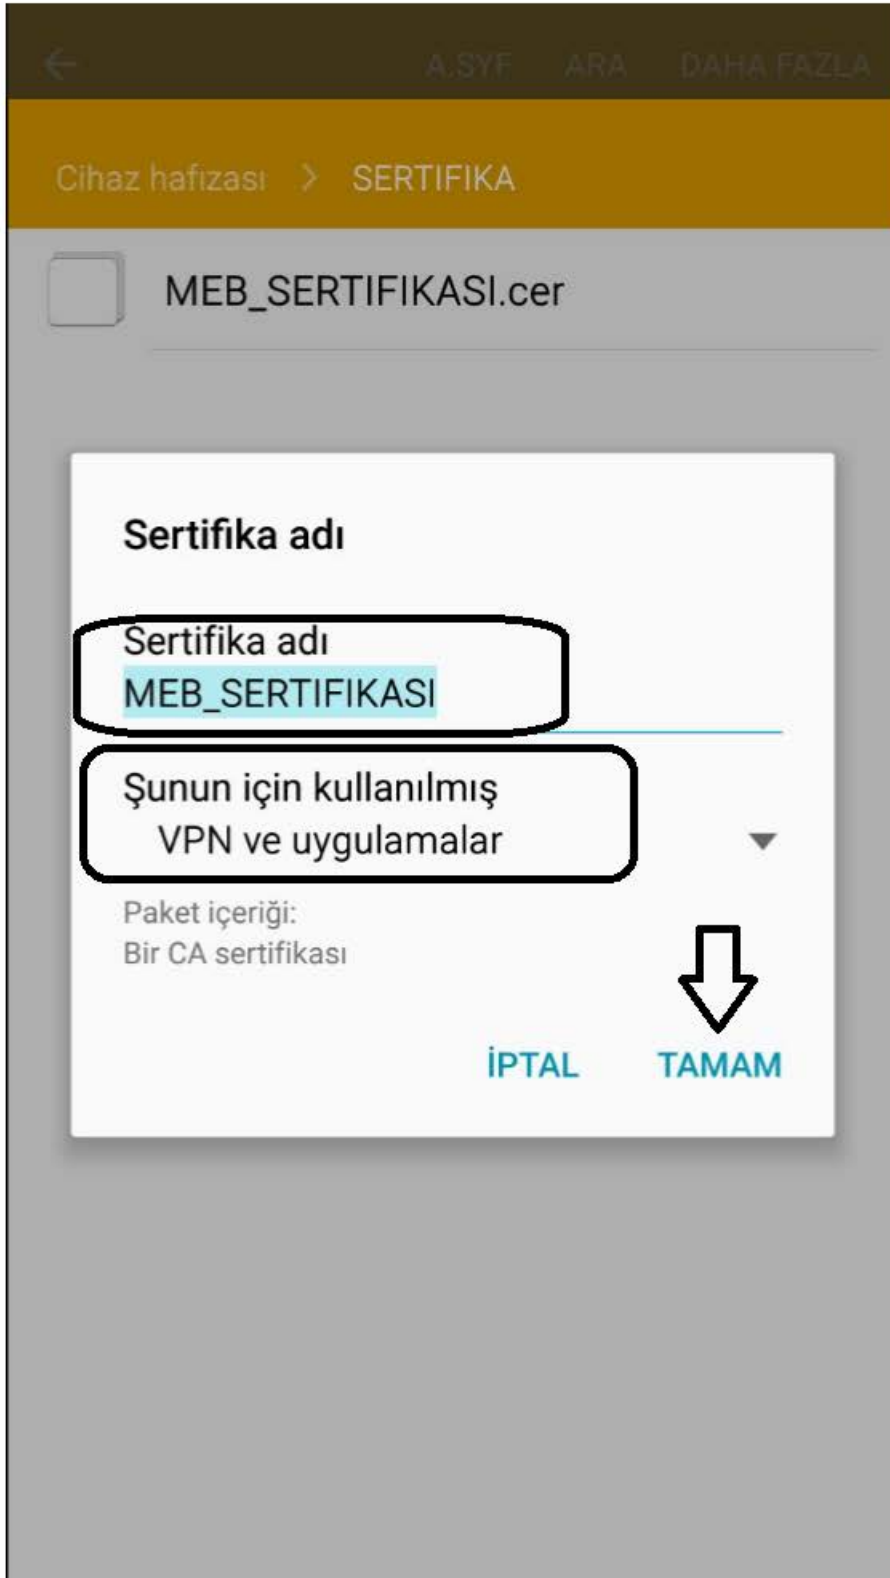 A.SYF ARA DAHA FAZLA
Cihaz hafızası > SERTIFIKA
MEB_SERTIFIKASI.cer
Sertifika adı
Sertifika adı
MEB_SERTIFIKASI
Şunun için kullanılmış
VPN ve uygulamalar
Paket içeriği:
Bir CA sertifikası
İPTAL TAMAM